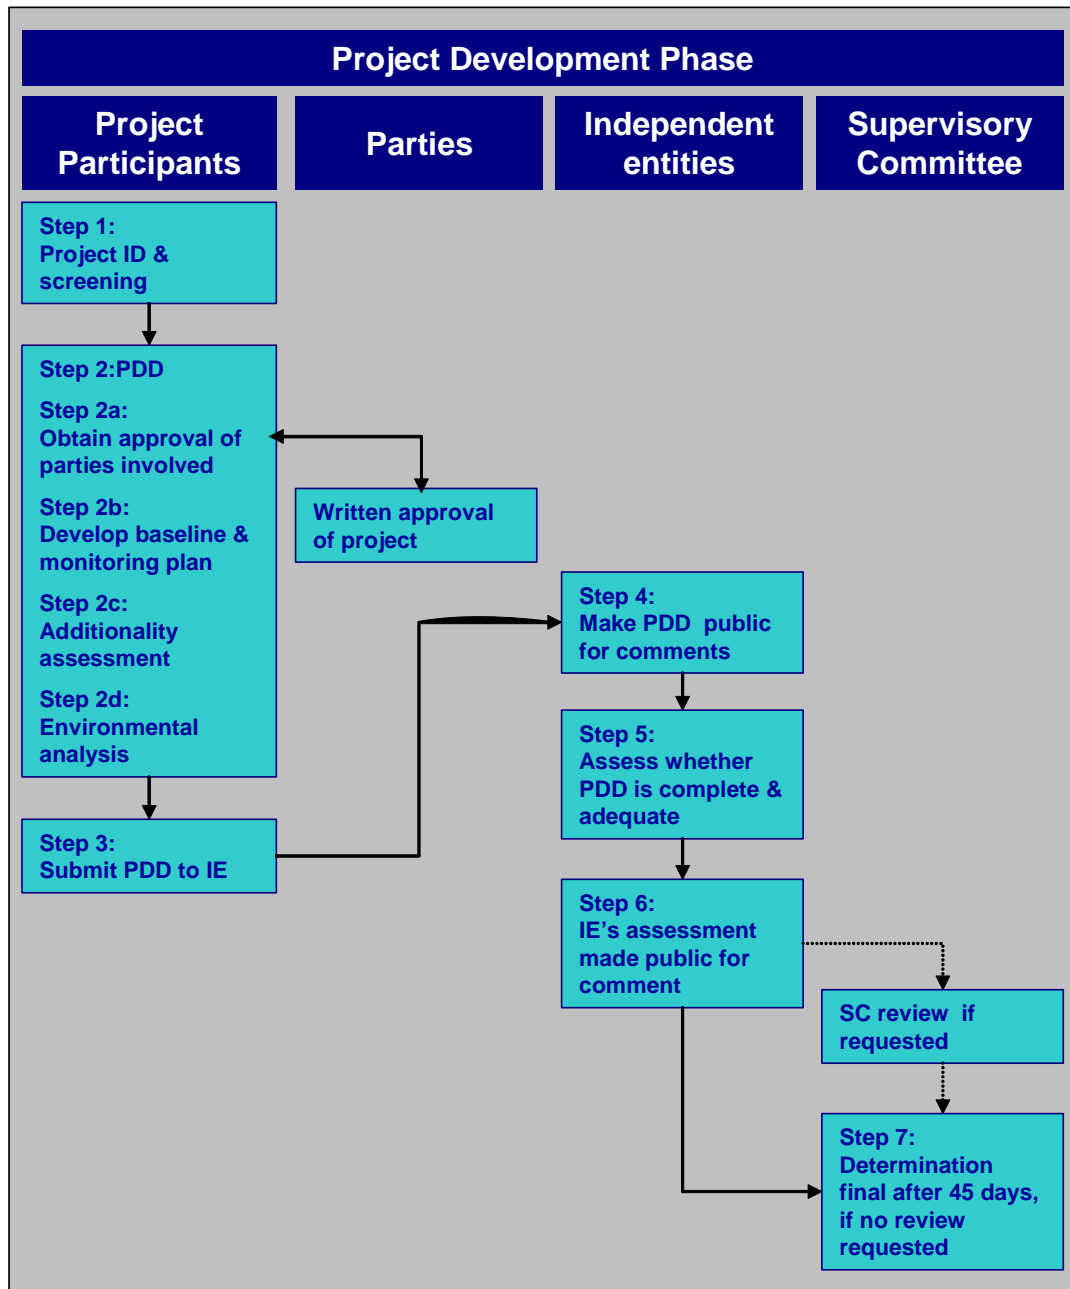 Project Development Phase
Project
Participants
Parties
Independent
entities
Supervisory
Committee
Step 1:
Project ID &
screening
Step 2:PDD
Step 2a:
Obtain approval of
parties involved
Step 2b:
Develop baseline &
monitoring plan
Step 2c:
Additionality
assessment
Step 2d:
Environmental
analysis
Step 3:
Submit PDD to IE
Written approval
of project
Step 4:
Make PDD public
for comments
Step 5:
Assess whether
PDD is complete &
adequate
Step 6:
IE's assessment
made public for
comment
SC review if
requested
Step 7:
Determination
final after 45 days,
if no review
requested